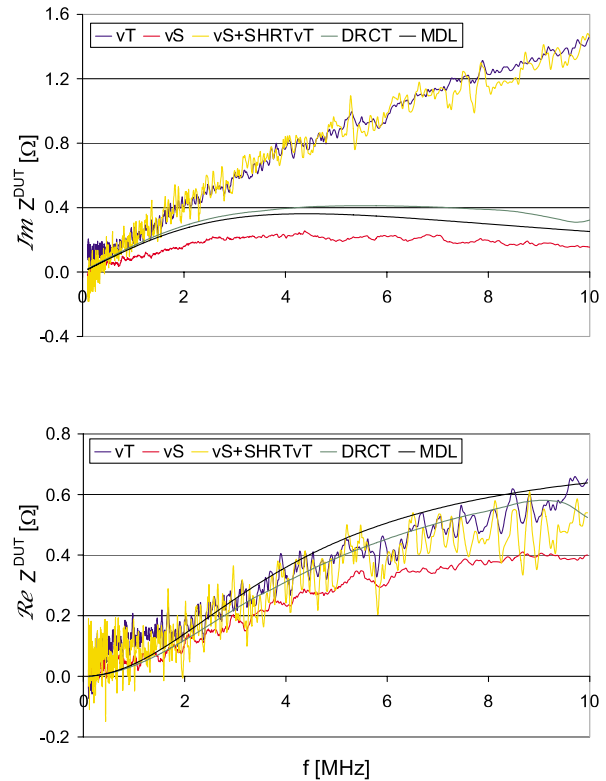 1.6
vT vS vS+SHRTvT DRCT MDL
1.2
0.8
0.4
0.0
-0.4
0 2 4 6 8 10
ℐ𝓂 Z^DUT [Ω]
0.8
vT vS vS+SHRTvT DRCT MDL
0.6
0.4
0.2
0.0
-0.2
0 2 4 6 8 10
ℛℯ Z^DUT [Ω]
f [MHz]